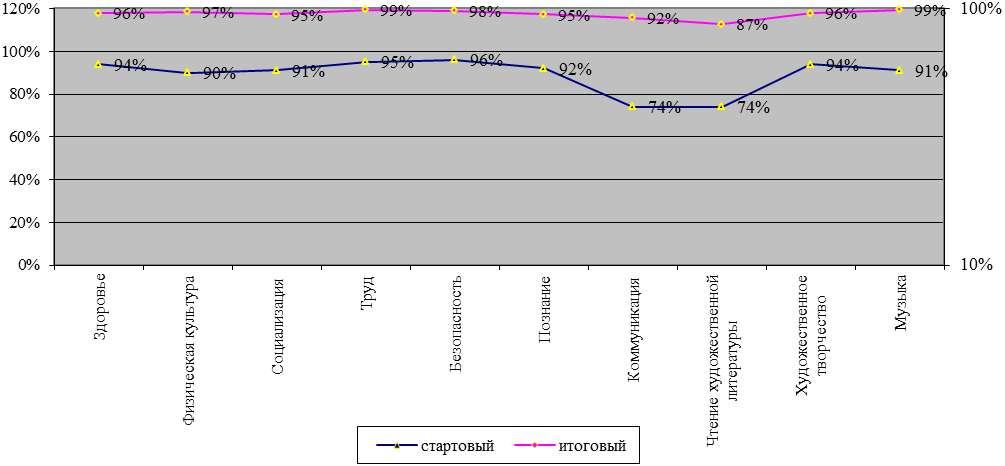 120%
100%
80%
60%
40%
20%
0%
100%
10%
96%
97%
95%
99%
98%
95%
92%
87%
96%
99%
94%
90%
91%
95%
96%
92%
74%
74%
94%
91%
Здоровье
Физическая культура
Социализация
Труд
Безопасность
Познание
Коммуникация
Чтение художественной
литературы
Художественное
творчество
Музыка
стартовый
итоговый